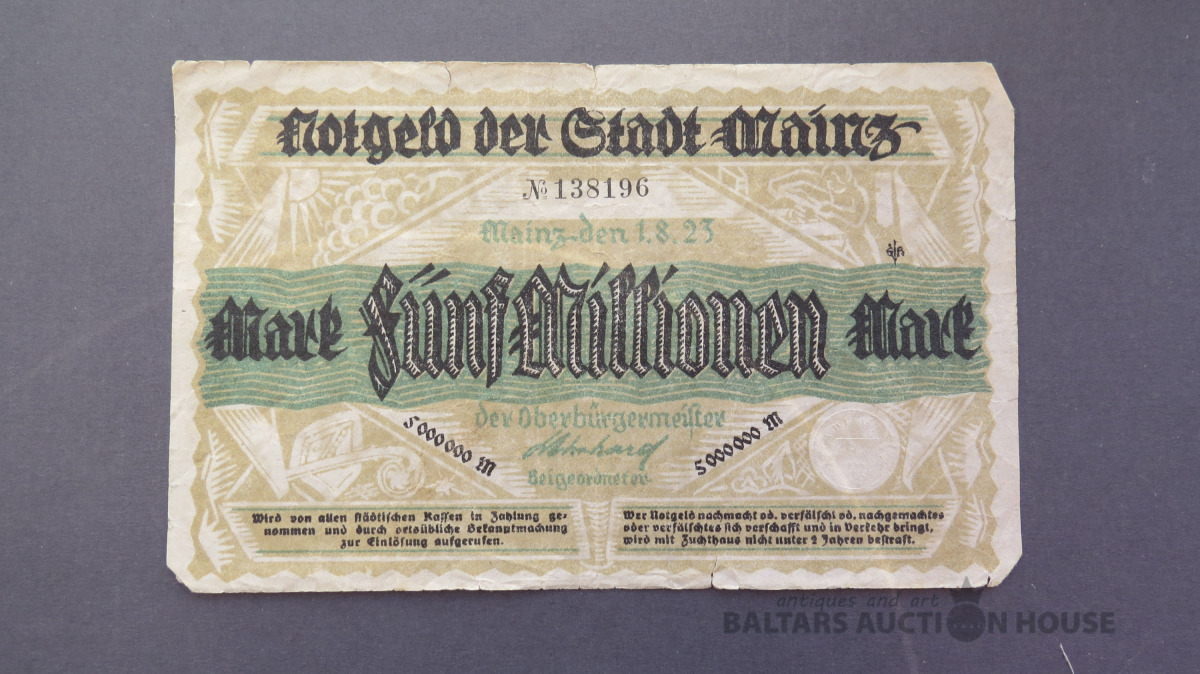 Notgeld der Stadt Mainz
№ 138196
Mainz den 1.8.23
Mark Fünf Millionen Mark
der Oberbürgermeister
Beigeordneter
5000000 M
5000000 M
Wird von allen städtischen Kassen in Zahlung ge-
nommen und durch ortsübliche Bekanntmachung
zur Einlösung aufgerufen.
Wer Notgeld nachmacht od. verfälscht od. nachgemachtes
oder verfälschtes sich verschafft und in Verkehr bringt,
wird mit Zuchthaus nicht unter 2 Jahren bestraft.
antiques and art
BALTARS AUCTION HOUSE